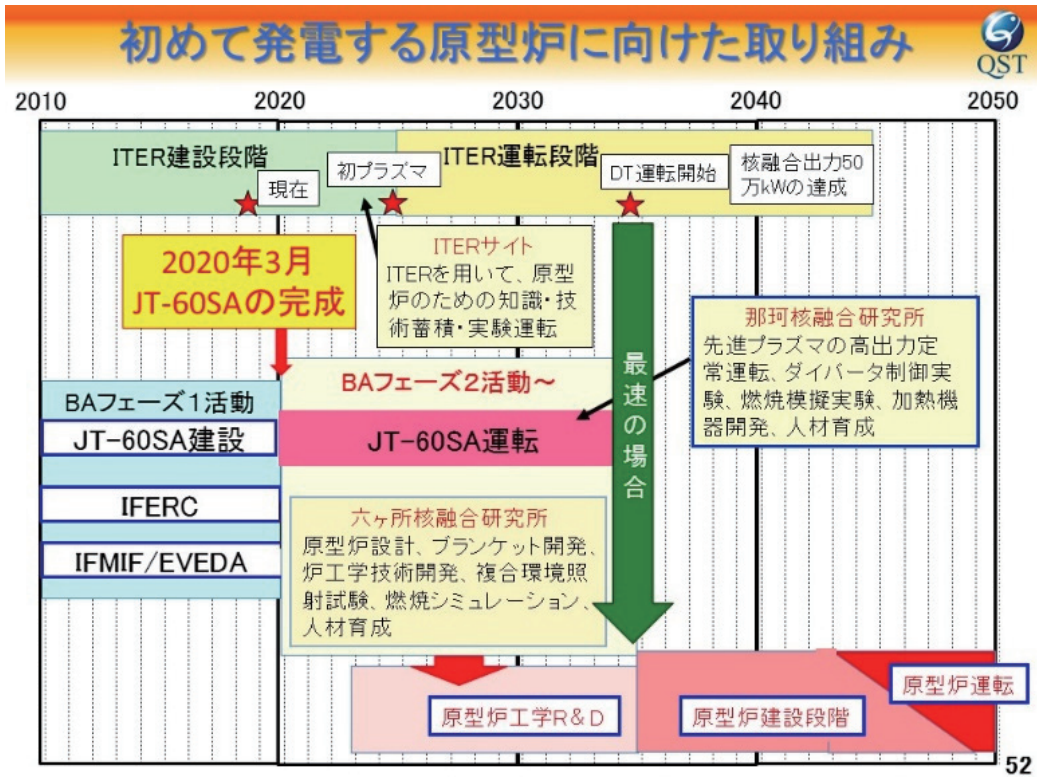 初めて発電する原型炉に向けた取り組み
QST
2010
2020
2030
2040
2050
ITER建設段階
ITER運転段階
現在
初プラズマ
DT運転開始
核融合出力50
万kWの達成
2020年3月
JT-60SAの完成
ITERサイト
ITERを用いて、原型
炉のための知識・技
術蓄積・実験運転
那珂核融合研究所
先進プラズマの高出力定
常運転、ダイバータ制御実
験、燃焼模擬実験、加熱機
器開発、人材育成
最速の場合
BAフェーズ1活動
BAフェーズ2活動～
JT-60SA建設
JT-60SA運転
IFERC
IFMIF/EVEDA
六ヶ所核融合研究所
原型炉設計、ブランケット開発、
炉工学技術開発、複合環境照
射試験、燃焼シミュレーション、
人材育成
原型炉工学R&D
原型炉建設段階
原型炉運転
52